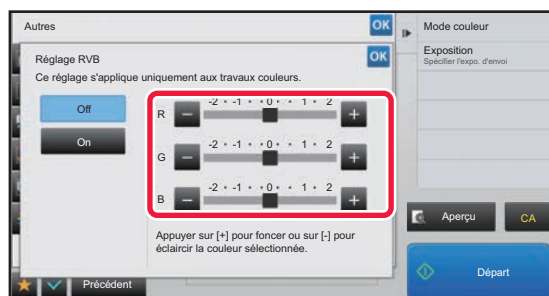 Autres
OK
Mode couleur
Exposition
Spécifier l'expo. d'envoi
Réglage RVB
OK
Ce réglage s'applique uniquement aux travaux couleurs.
Off
On
-2 • -1 • • 0 • • 1 • 2
R − +
-2 • -1 • • 0 • • 1 • 2
G − +
-2 • -1 • • 0 • • 1 • 2
B − +
Appuyer sur [+] pour foncer ou sur [-] pour
éclaircir la couleur sélectionnée.
Précédent
Aperçu
CA
Départ